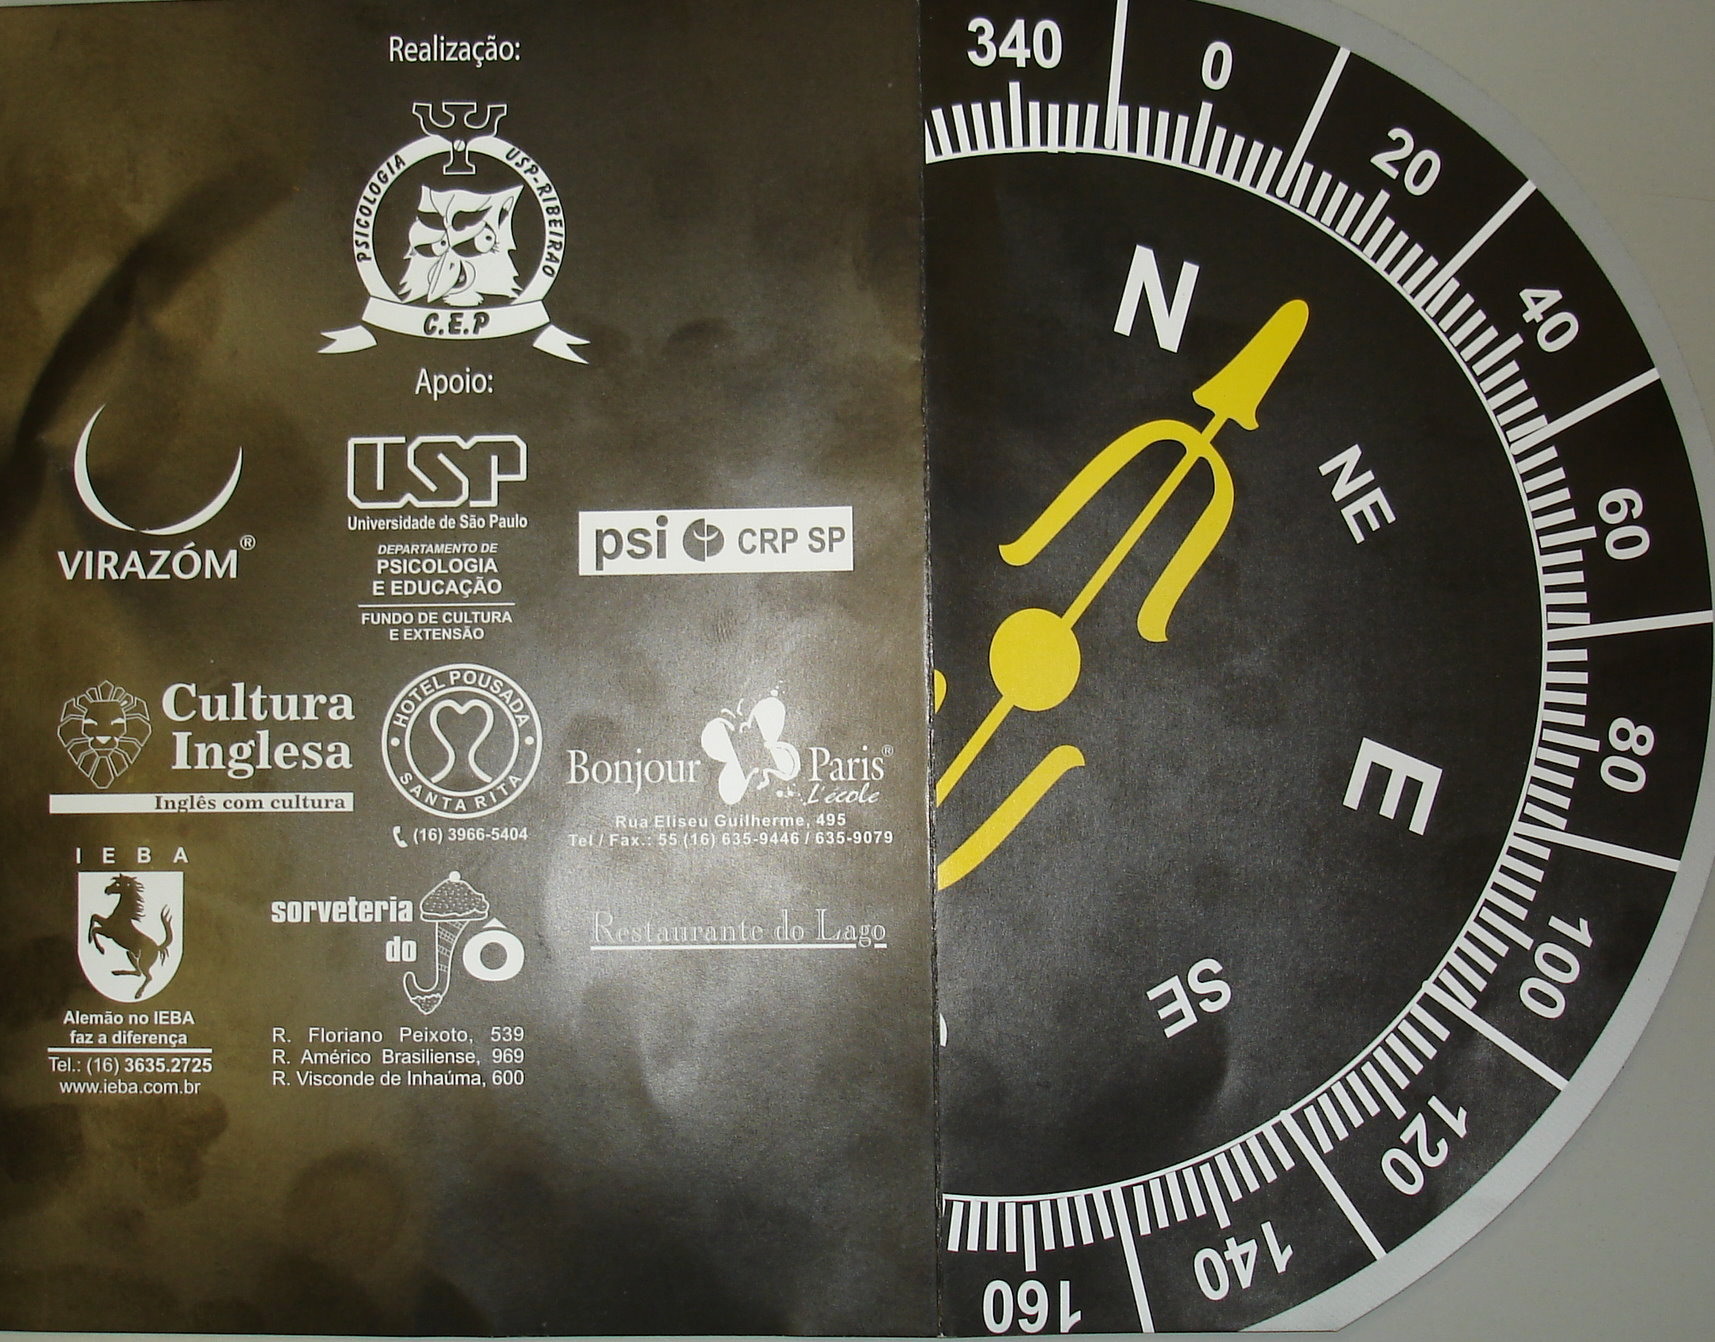 Realização:
PSICOLOGIA USP-RIBEIRÃO
C.E.P
Apoio:
VIRAZÓM®
USP
Universidade de São Paulo
DEPARTAMENTO DE
PSICOLOGIA
E EDUCAÇÃO
FUNDO DE CULTURA
E EXTENSÃO
psi CRP SP
Cultura
Inglesa
Inglês com cultura
HOTEL POUSADA
SANTA RITA
(16) 3966-5404
Bonjour Paris®
L'école
Rua Eliseu Guilherme, 495
Tel / Fax.: 55 (16) 635-9446 / 635-9079
IEBA
Alemão no IEBA
faz a diferença
Tel.: (16) 3635.2725
www.ieba.com.br
sorveteria
do JÔ
R. Floriano Peixoto, 539
R. Américo Brasiliense, 969
R. Visconde de Inhaúma, 600
Restaurante do Lago
340
0
20
40
60
80
100
120
140
160
N
NE
E
SE